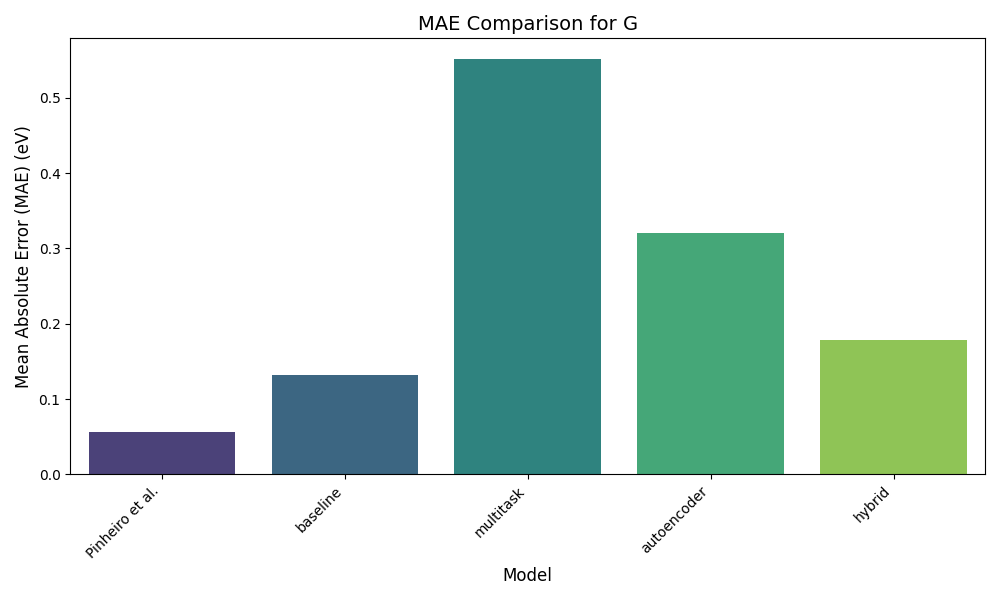 MAE Comparison for G
Mean Absolute Error (MAE) (eV)
0.5
0.4
0.3
0.2
0.1
0.0
Pinheiro et al.
baseline
multitask
autoencoder
hybrid
Model